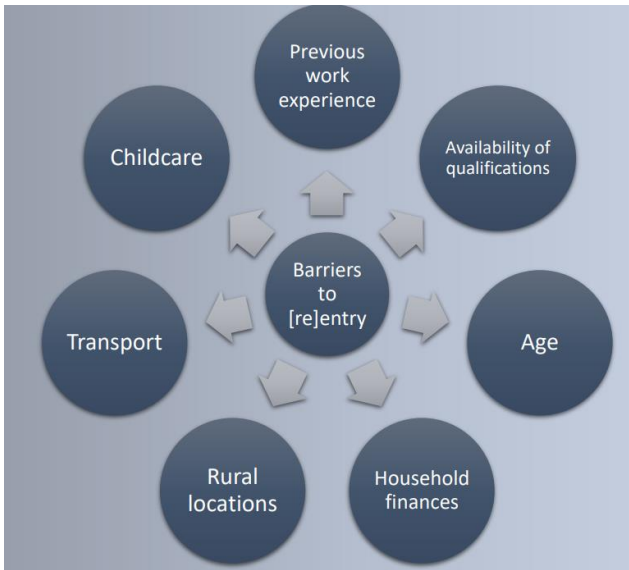 Previous
work
experience
Availability of
qualifications
Age
Household
finances
Rural
locations
Transport
Childcare
Barriers
to
[re]entry